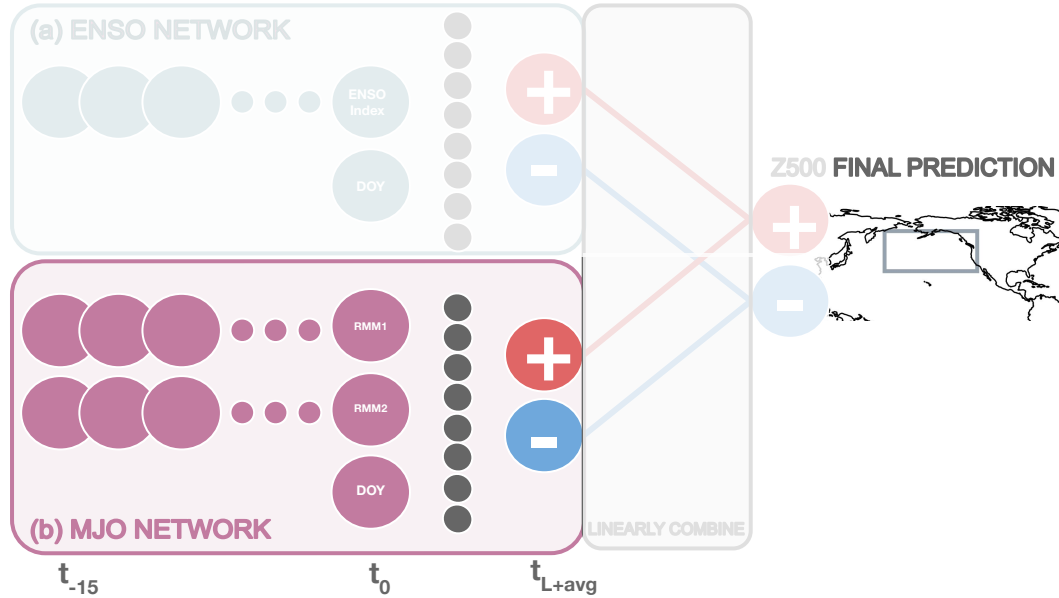 (a) ENSO NETWORK
ENSO
Index
DOY
+
-
Z500 FINAL PREDICTION
+
-
RMM1
RMM2
DOY
+
-
(b) MJO NETWORK
LINEARLY COMBINE
t-15
t0
tL+avg